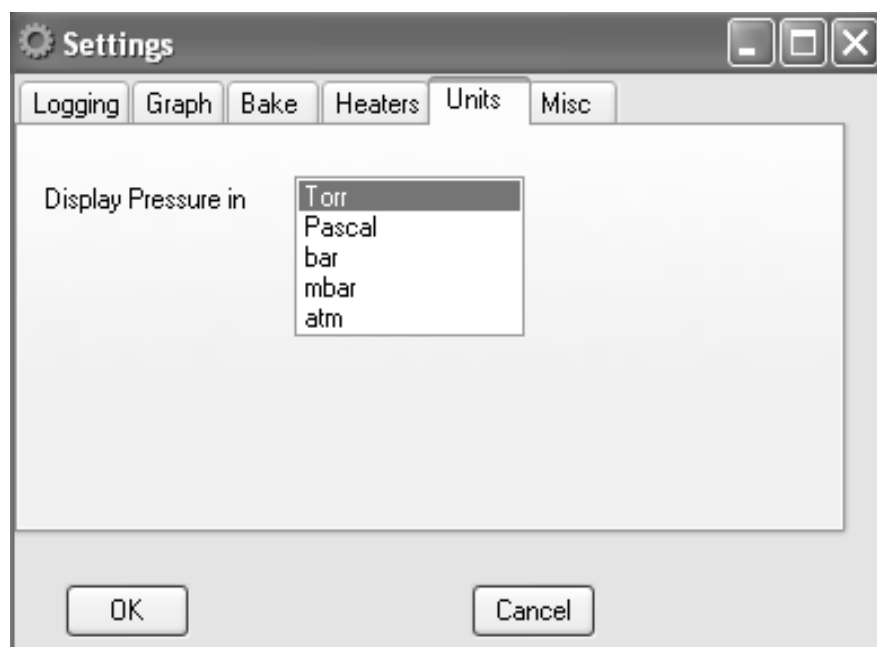 Settings
Logging Graph Bake Heaters Units Misc
Display Pressure in
Torr
Pascal
bar
mbar
atm
OK Cancel